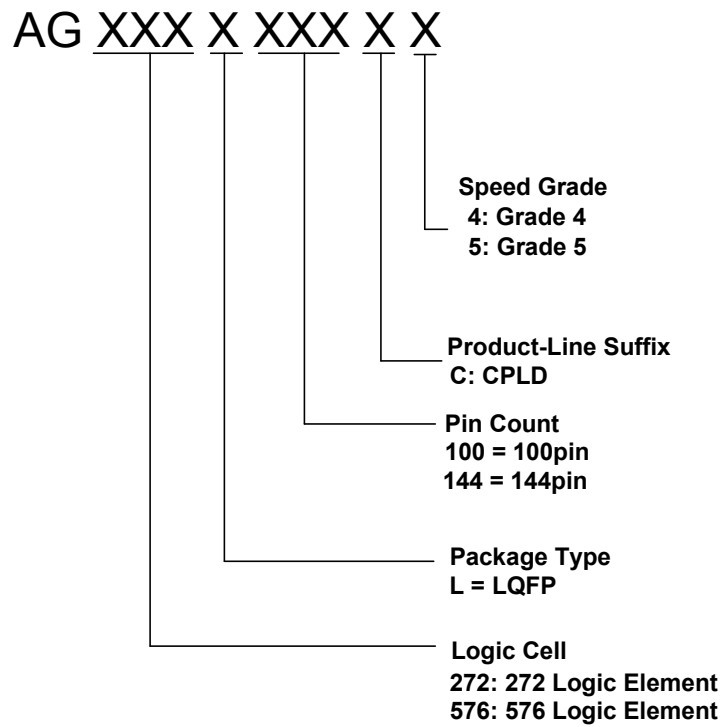 AG XXX X XXX X X
Speed Grade
4: Grade 4
5: Grade 5
Product-Line Suffix
C: CPLD
Pin Count
100 = 100pin
144 = 144pin
Package Type
L = LQFP
Logic Cell
272: 272 Logic Element
576: 576 Logic Element